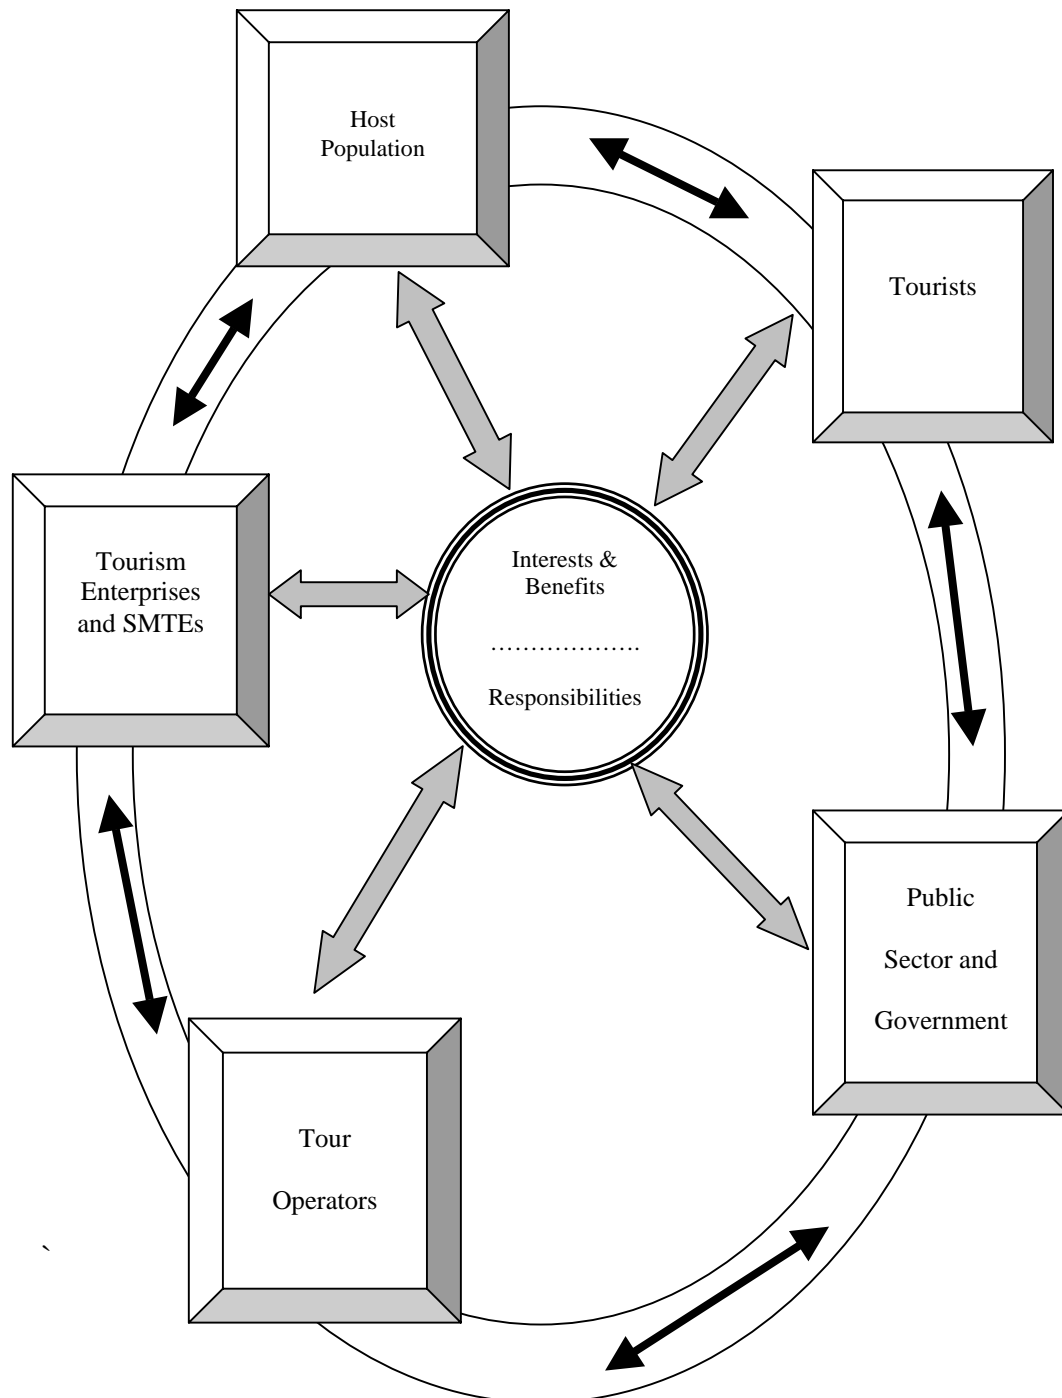 Host
Population
Tourists
Tourism
Enterprises
and SMTEs
Interests &
Benefits
………………….
Responsibilities
Public
Sector and
Government
Tour
Operators
`